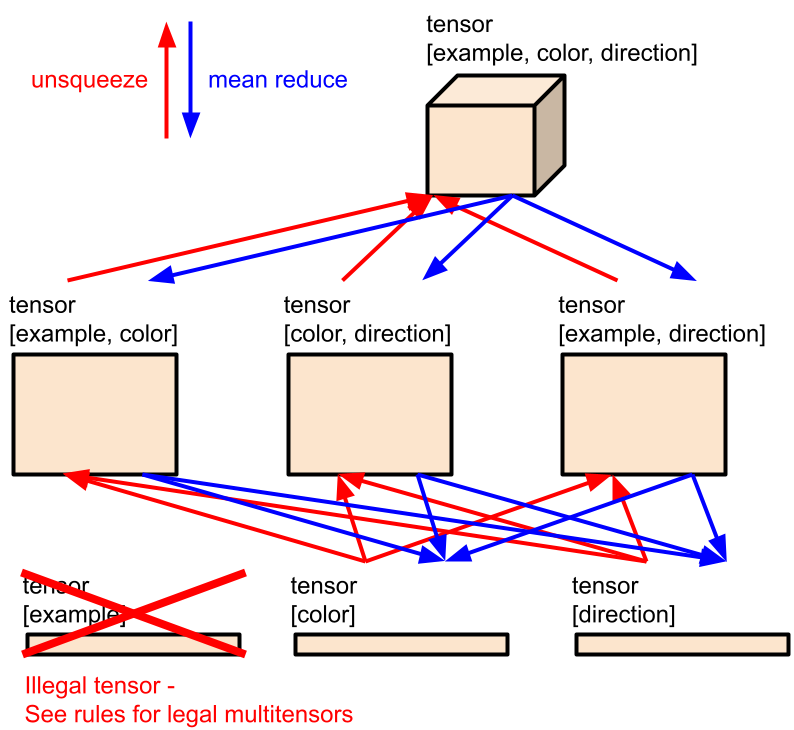 tensor
[example, color, direction]
unsqueeze
mean reduce
tensor
[example, color]
tensor
[color, direction]
tensor
[example, direction]
tensor
[example]
tensor
[color]
tensor
[direction]
Illegal tensor -
See rules for legal multitensors